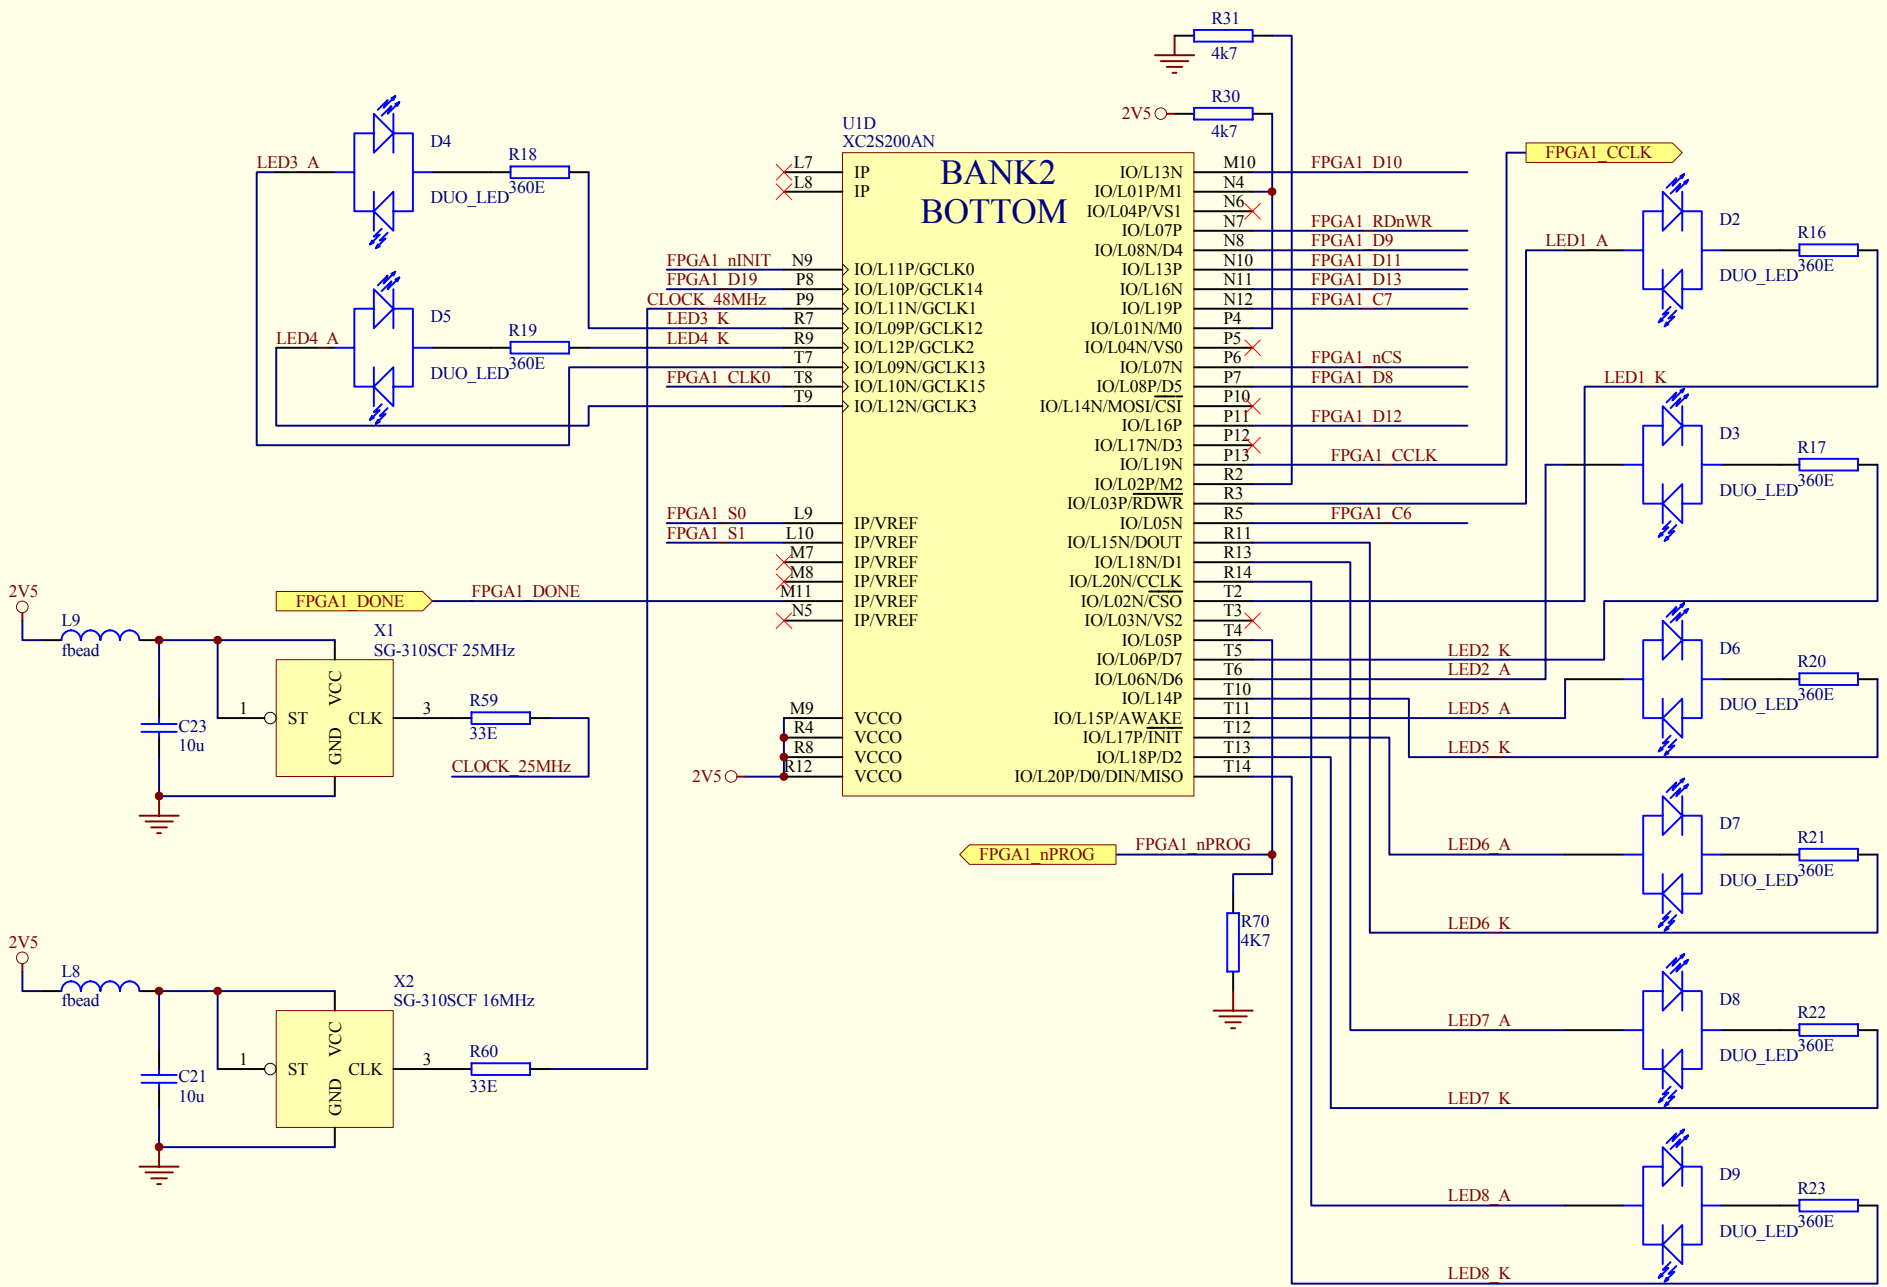 R31
4k7
2V5
R30
4k7
U1D
XC2S200AN
BANK2
BOTTOM
L7 IP
L8 IP
FPGA1_nINIT N9 IO/L11P/GCLK0
FPGA1_D19 P8 IO/L10P/GCLK14
CLOCK_48MHz P9 IO/L11N/GCLK1
LED3_K R7 IO/L09P/GCLK12
LED4_K R9 IO/L12P/GCLK2
T7 IO/L09N/GCLK13
FPGA1_CLK0 T8 IO/L10N/GCLK15
T9 IO/L12N/GCLK3
FPGA1_S0 L9 IP/VREF
FPGA1_S1 L10 IP/VREF
M7 IP/VREF
M8 IP/VREF
FPGA1_DONE FPGA1_DONE M11 IP/VREF
N5 IP/VREF
M9 VCCO
R4 VCCO
R8 VCCO
2V5 R12 VCCO
IO/L13N M10 FPGA1_D10
IO/L01P/M1 N4
IO/L04P/VS1 N6
IO/L07P N7 FPGA1_RDnWR
IO/L08N/D4 N8 FPGA1_D9
IO/L13P N10 FPGA1_D11
IO/L16N N11 FPGA1_D13
IO/L19P N12 FPGA1_C7
IO/L01N/M0 P4
IO/L04N/VS0 P5
IO/L07N P6 FPGA1_nCS
IO/L08P/D5 P7 FPGA1_D8
IO/L14N/MOSI/CSI P10
IO/L16P P11 FPGA1_D12
IO/L17N/D3 P12
IO/L19N P13 FPGA1_CCLK
IO/L02P/M2 R2
IO/L03P/RDWR R3
IO/L05N R5 FPGA1_C6
IO/L15N/DOUT R11
IO/L18N/D1 R13
IO/L20N/CCLK R14
IO/L02N/CSO T2
IO/L03N/VS2 T3
IO/L05P T4
IO/L06P/D7 T5 LED2_K
IO/L06N/D6 T6 LED2_A
IO/L14P T10
IO/L15P/AWAKE T11 LED5_A
IO/L17P/INIT T12
IO/L18P/D2 T13 LED5_K
IO/L20P/D0/DIN/MISO T14
LED3_A
D4
DUO_LED
R18
360E
LED4_A
D5
DUO_LED
R19
360E
2V5
L9
fbead
C23
10u
X1
SG-310SCF 25MHz
1 ST VCC GND CLK 3
R59
33E
CLOCK_25MHz
2V5
L8
fbead
C21
10u
X2
SG-310SCF 16MHz
1 ST VCC GND CLK 3
R60
33E
FPGA1_nPROG FPGA1_nPROG
R70
4K7
FPGA1_CCLK
LED1_A
D2
DUO_LED
R16
360E
LED1_K
D3
DUO_LED
R17
360E
D6
DUO_LED
R20
360E
LED6_A
D7
DUO_LED
R21
360E
LED6_K
LED7_A
D8
DUO_LED
R22
360E
LED7_K
LED8_A
D9
DUO_LED
R23
360E
LED8_K